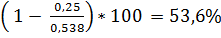 (1 − 0,25/0,538) * 100 = 53,6%